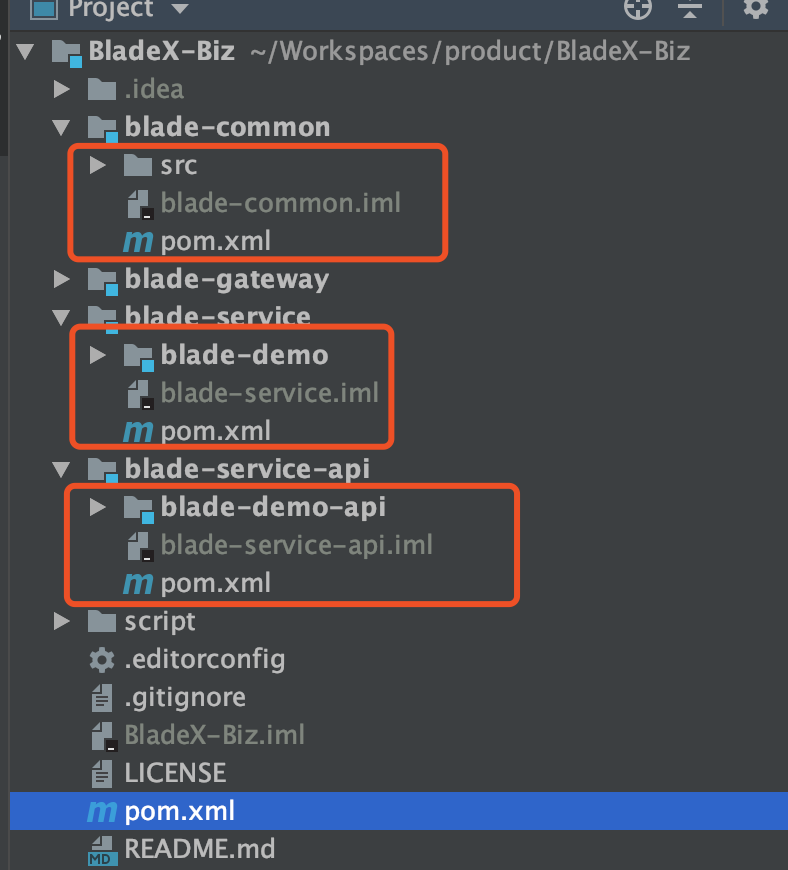 Project
BladeX-Biz ~/Workspaces/product/BladeX-Biz
.idea
blade-common
src
blade-common.iml
m pom.xml
blade-gateway
blade-service
blade-demo
blade-service.iml
m pom.xml
blade-service-api
blade-demo-api
blade-service-api.iml
m pom.xml
script
.editorconfig
.gitignore
BladeX-Biz.iml
LICENSE
m pom.xml
MD README.md